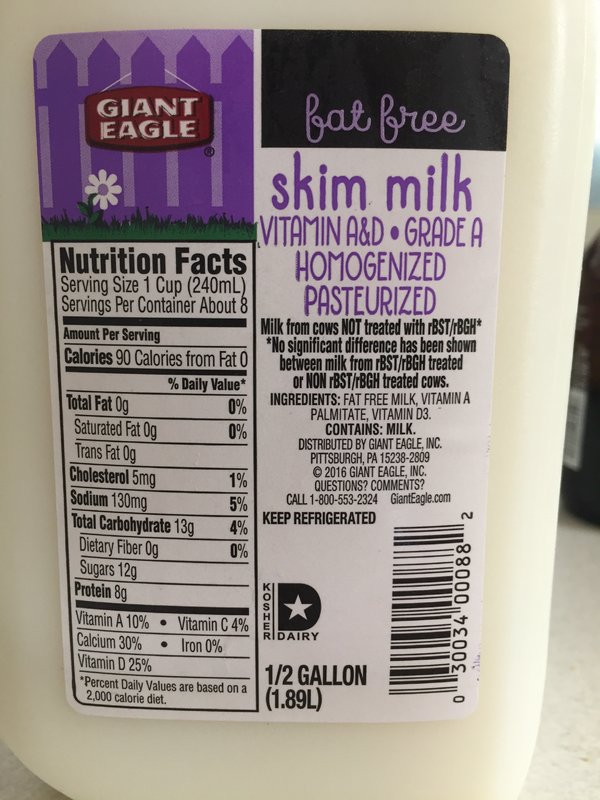 GIANT
EAGLE
®
fat free
skim milk
VITAMIN A&D • GRADE A
HOMOGENIZED
PASTEURIZED
Milk from cows NOT treated with rBST/rBGH*
*No significant difference has been shown
between milk from rBST/rBGH treated
or NON rBST/rBGH treated cows.
INGREDIENTS: FAT FREE MILK, VITAMIN A
PALMITATE, VITAMIN D3.
CONTAINS: MILK.
DISTRIBUTED BY GIANT EAGLE, INC.
PITTSBURGH, PA 15238-2809
© 2016 GIANT EAGLE, INC.
QUESTIONS? COMMENTS?
CALL 1-800-553-2324 GiantEagle.com
KEEP REFRIGERATED
Nutrition Facts
Serving Size 1 Cup (240mL)
Servings Per Container About 8
Amount Per Serving
Calories 90 Calories from Fat 0
% Daily Value*
Total Fat 0g 0%
Saturated Fat 0g 0%
Trans Fat 0g
Cholesterol 5mg 1%
Sodium 130mg 5%
Total Carbohydrate 13g 4%
Dietary Fiber 0g 0%
Sugars 12g
Protein 8g
Vitamin A 10% • Vitamin C 4%
Calcium 30% • Iron 0%
Vitamin D 25%
*Percent Daily Values are based on a
2,000 calorie diet.
KOSHER
D
DAIRY
1/2 GALLON
(1.89L)
0 30034 00088 2